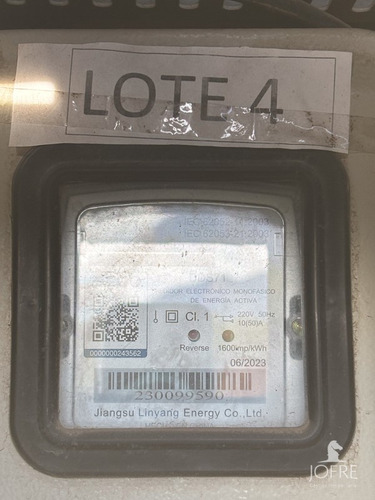 LOTE 4
DOR ELECTRÓNICO MONOFÁSICO
DE ENERGÍA ACTIVA
Cl. 1
220V 50Hz
10(50)A
Reverse
1600imp/kWh
0000000243562
06/2023
230099590
Jiangsu Linyang Energy Co.,Ltd.
JOFRE